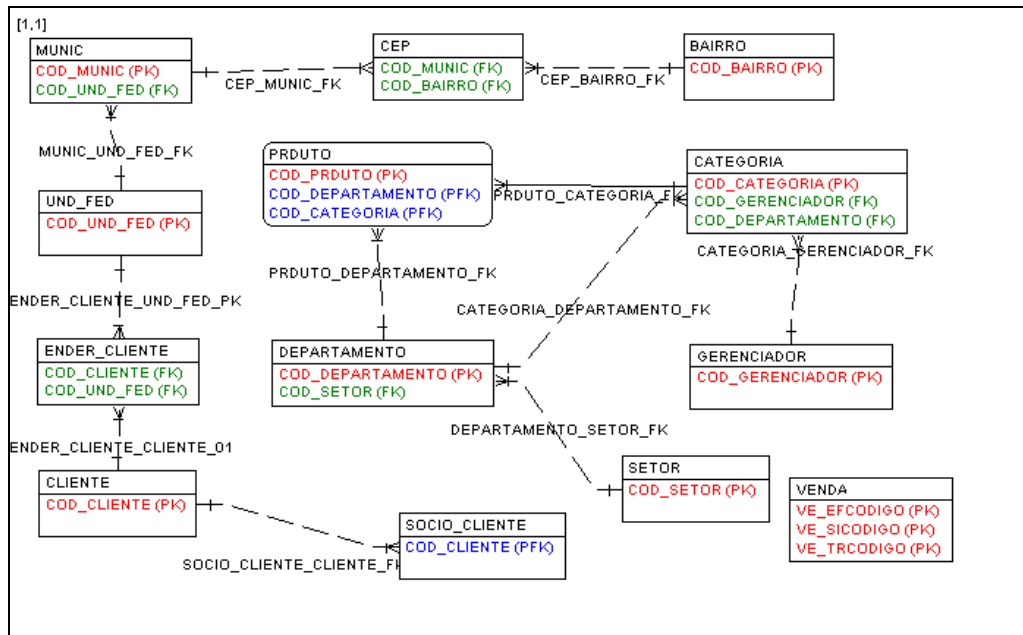 [1,1]
MUNIC
COD_MUNIC (PK)
COD_UND_FED (FK)
CEP_MUNIC_FK
CEP
COD_MUNIC (FK)
COD_BAIRRO (FK)
CEP_BAIRRO_FK
BAIRRO
COD_BAIRRO (PK)
MUNIC_UND_FED_FK
PRDUTO
COD_PRDUTO (PK)
COD_DEPARTAMENTO (PFK)
COD_CATEGORIA (PFK)
PRDUTO_CATEGORIA_FK
CATEGORIA
COD_CATEGORIA (PK)
COD_GERENCIADOR (FK)
COD_DEPARTAMENTO (FK)
UND_FED
COD_UND_FED (PK)
CATEGORIA_GERENCIADOR_FK
PRDUTO_DEPARTAMENTO_FK
ENDER_CLIENTE_UND_FED_PK
CATEGORIA_DEPARTAMENTO_FK
ENDER_CLIENTE
COD_CLIENTE (FK)
COD_UND_FED (FK)
DEPARTAMENTO
COD_DEPARTAMENTO (PK)
COD_SETOR (FK)
GERENCIADOR
COD_GERENCIADOR (PK)
DEPARTAMENTO_SETOR_FK
ENDER_CLIENTE_CLIENTE_01
CLIENTE
COD_CLIENTE (PK)
SETOR
COD_SETOR (PK)
VENDA
VE_EFCODIGO (PK)
VE_SICODIGO (PK)
VE_TRCODIGO (PK)
SOCIO_CLIENTE
COD_CLIENTE (PFK)
SOCIO_CLIENTE_CLIENTE_FK